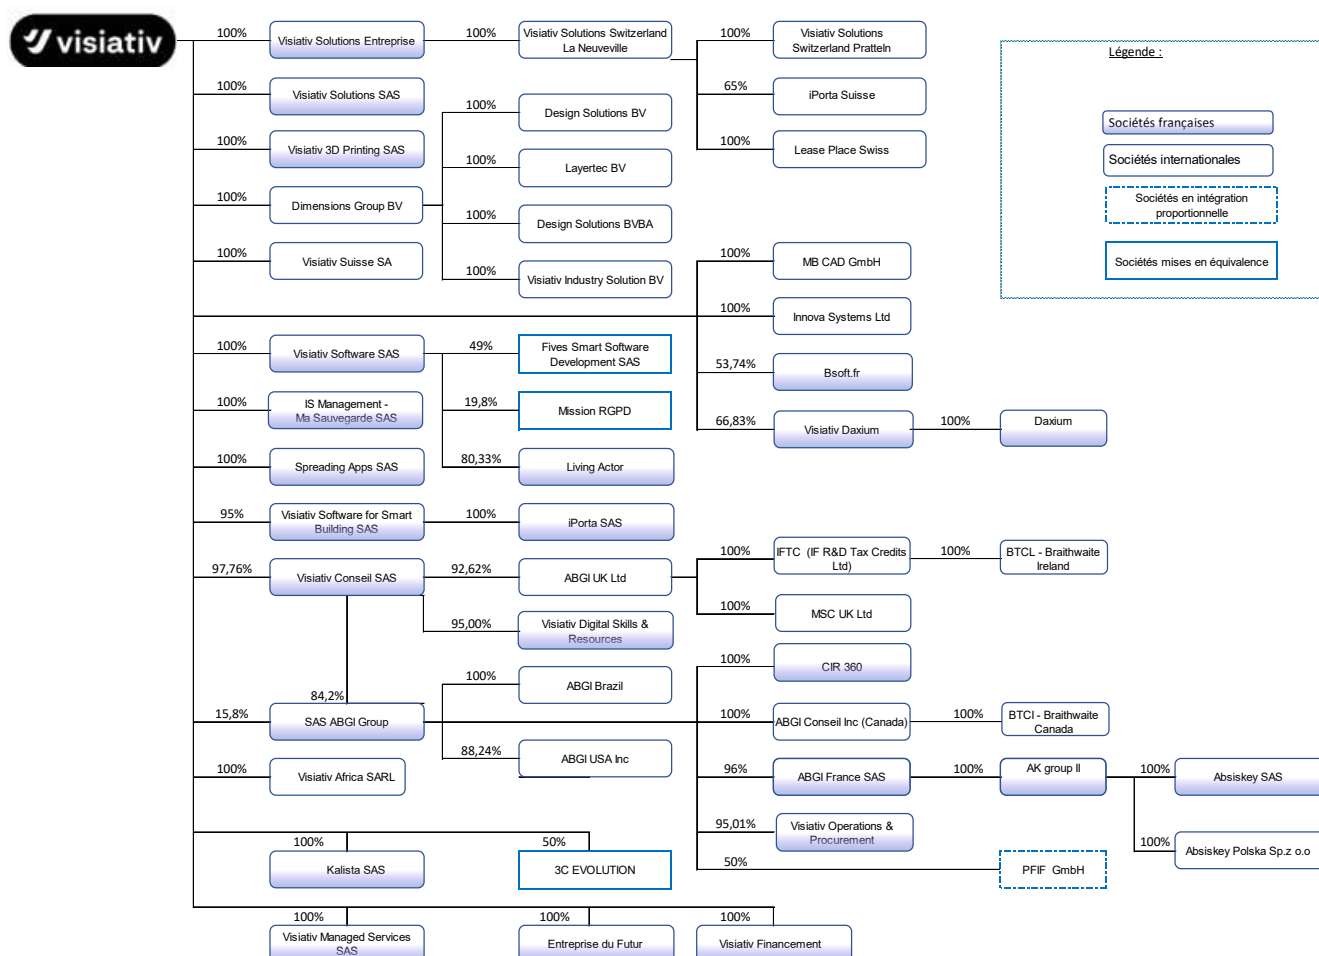 visiativ
100%
Visiativ Solutions Entreprise
100%
Visiativ Solutions Switzerland
La Neuveville
100%
Visiativ Solutions
Switzerland Pratteln
65%
iPorta Suisse
100%
Lease Place Swiss
Légende :
Sociétés françaises
Sociétés internationales
Sociétés en intégration
proportionnelle
Sociétés mises en équivalence
100%
Visiativ Solutions SAS
100%
Visiativ 3D Printing SAS
100%
Dimensions Group BV
100%
Design Solutions BV
100%
Layertec BV
100%
Design Solutions BVBA
100%
Visiativ Industry Solution BV
100%
Visiativ Suisse SA
100%
MB CAD GmbH
100%
Innova Systems Ltd
53,74%
Bsoft.fr
66,83%
Visiativ Daxium
100%
Daxium
100%
Visiativ Software SAS
49%
Fives Smart Software
Development SAS
19,8%
Mission RGPD
80,33%
Living Actor
100%
IS Management -
Ma Sauvegarde SAS
100%
Spreading Apps SAS
95%
Visiativ Software for Smart
Building SAS
100%
iPorta SAS
97,76%
Visiativ Conseil SAS
92,62%
ABGI UK Ltd
100%
IFTC (IF R&D Tax Credits
Ltd)
100%
BTCL - Braithwaite
Ireland
100%
MSC UK Ltd
95,00%
Visiativ Digital Skills &
Resources
84,2%
15,8%
SAS ABGI Group
100%
ABGI Brazil
88,24%
ABGI USA Inc
100%
CIR 360
100%
ABGI Conseil Inc (Canada)
100%
BTCI - Braithwaite
Canada
96%
ABGI France SAS
100%
AK group II
100%
Absiskey SAS
100%
Absiskey Polska Sp.z o.o
95,01%
Visiativ Operations &
Procurement
50%
PFIF GmbH
100%
Visiativ Africa SARL
100%
Kalista SAS
50%
3C EVOLUTION
100%
Visiativ Managed Services
SAS
100%
Entreprise du Futur
100%
Visiativ Financement